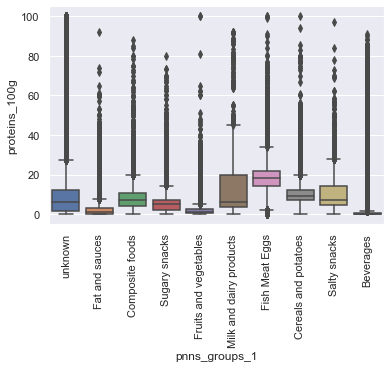 100
80
60
40
20
0
proteins_100g
unknown
Fat and sauces
Composite foods
Sugary snacks
Fruits and vegetables
Milk and dairy products
Fish Meat Eggs
Cereals and potatoes
Salty snacks
Beverages
pnns_groups_1